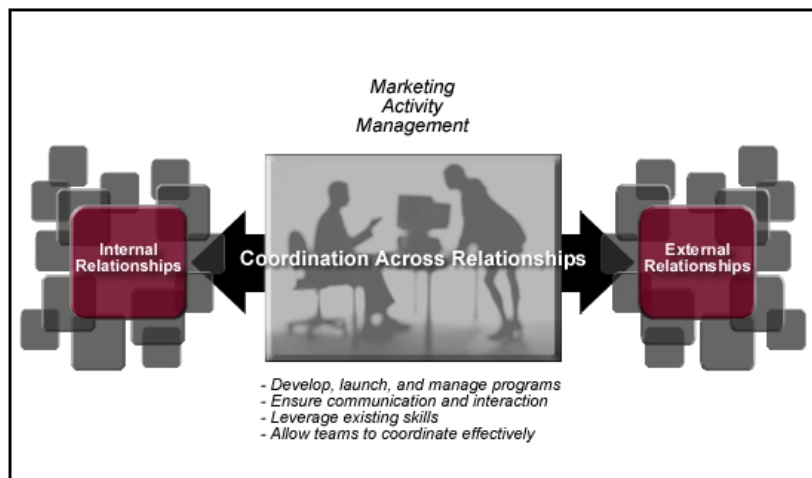 Marketing
Activity
Management
Internal
Relationships
Coordination Across Relationships
External
Relationships
- Develop, launch, and manage programs
- Ensure communication and interaction
- Leverage existing skills
- Allow teams to coordinate effectively